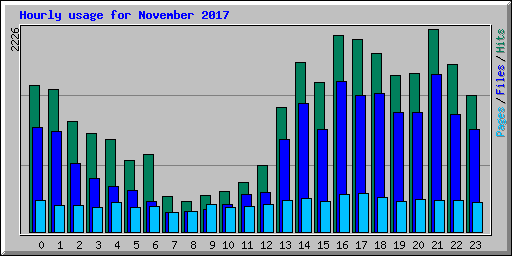 Hourly usage for November 2017
2226
Pages/Files/Hits
0 1 2 3 4 5 6 7 8 9 10 11 12 13 14 15 16 17 18 19 20 21 22 23